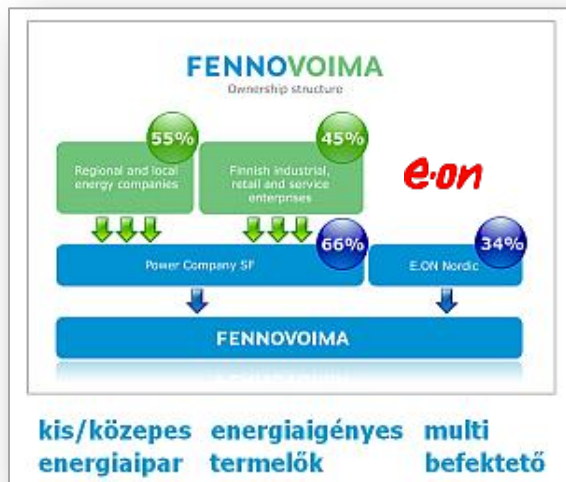 FENNOVOIMA
Ownership structure
55%
45%
Regional and local
energy companies
Finnish industrial,
retail and service
enterprises
e·on
66%
34%
Power Company SF
E.ON Nordic
FENNOVOIMA
kis/közepes energiaigényes multi
energiaipar termelők befektető